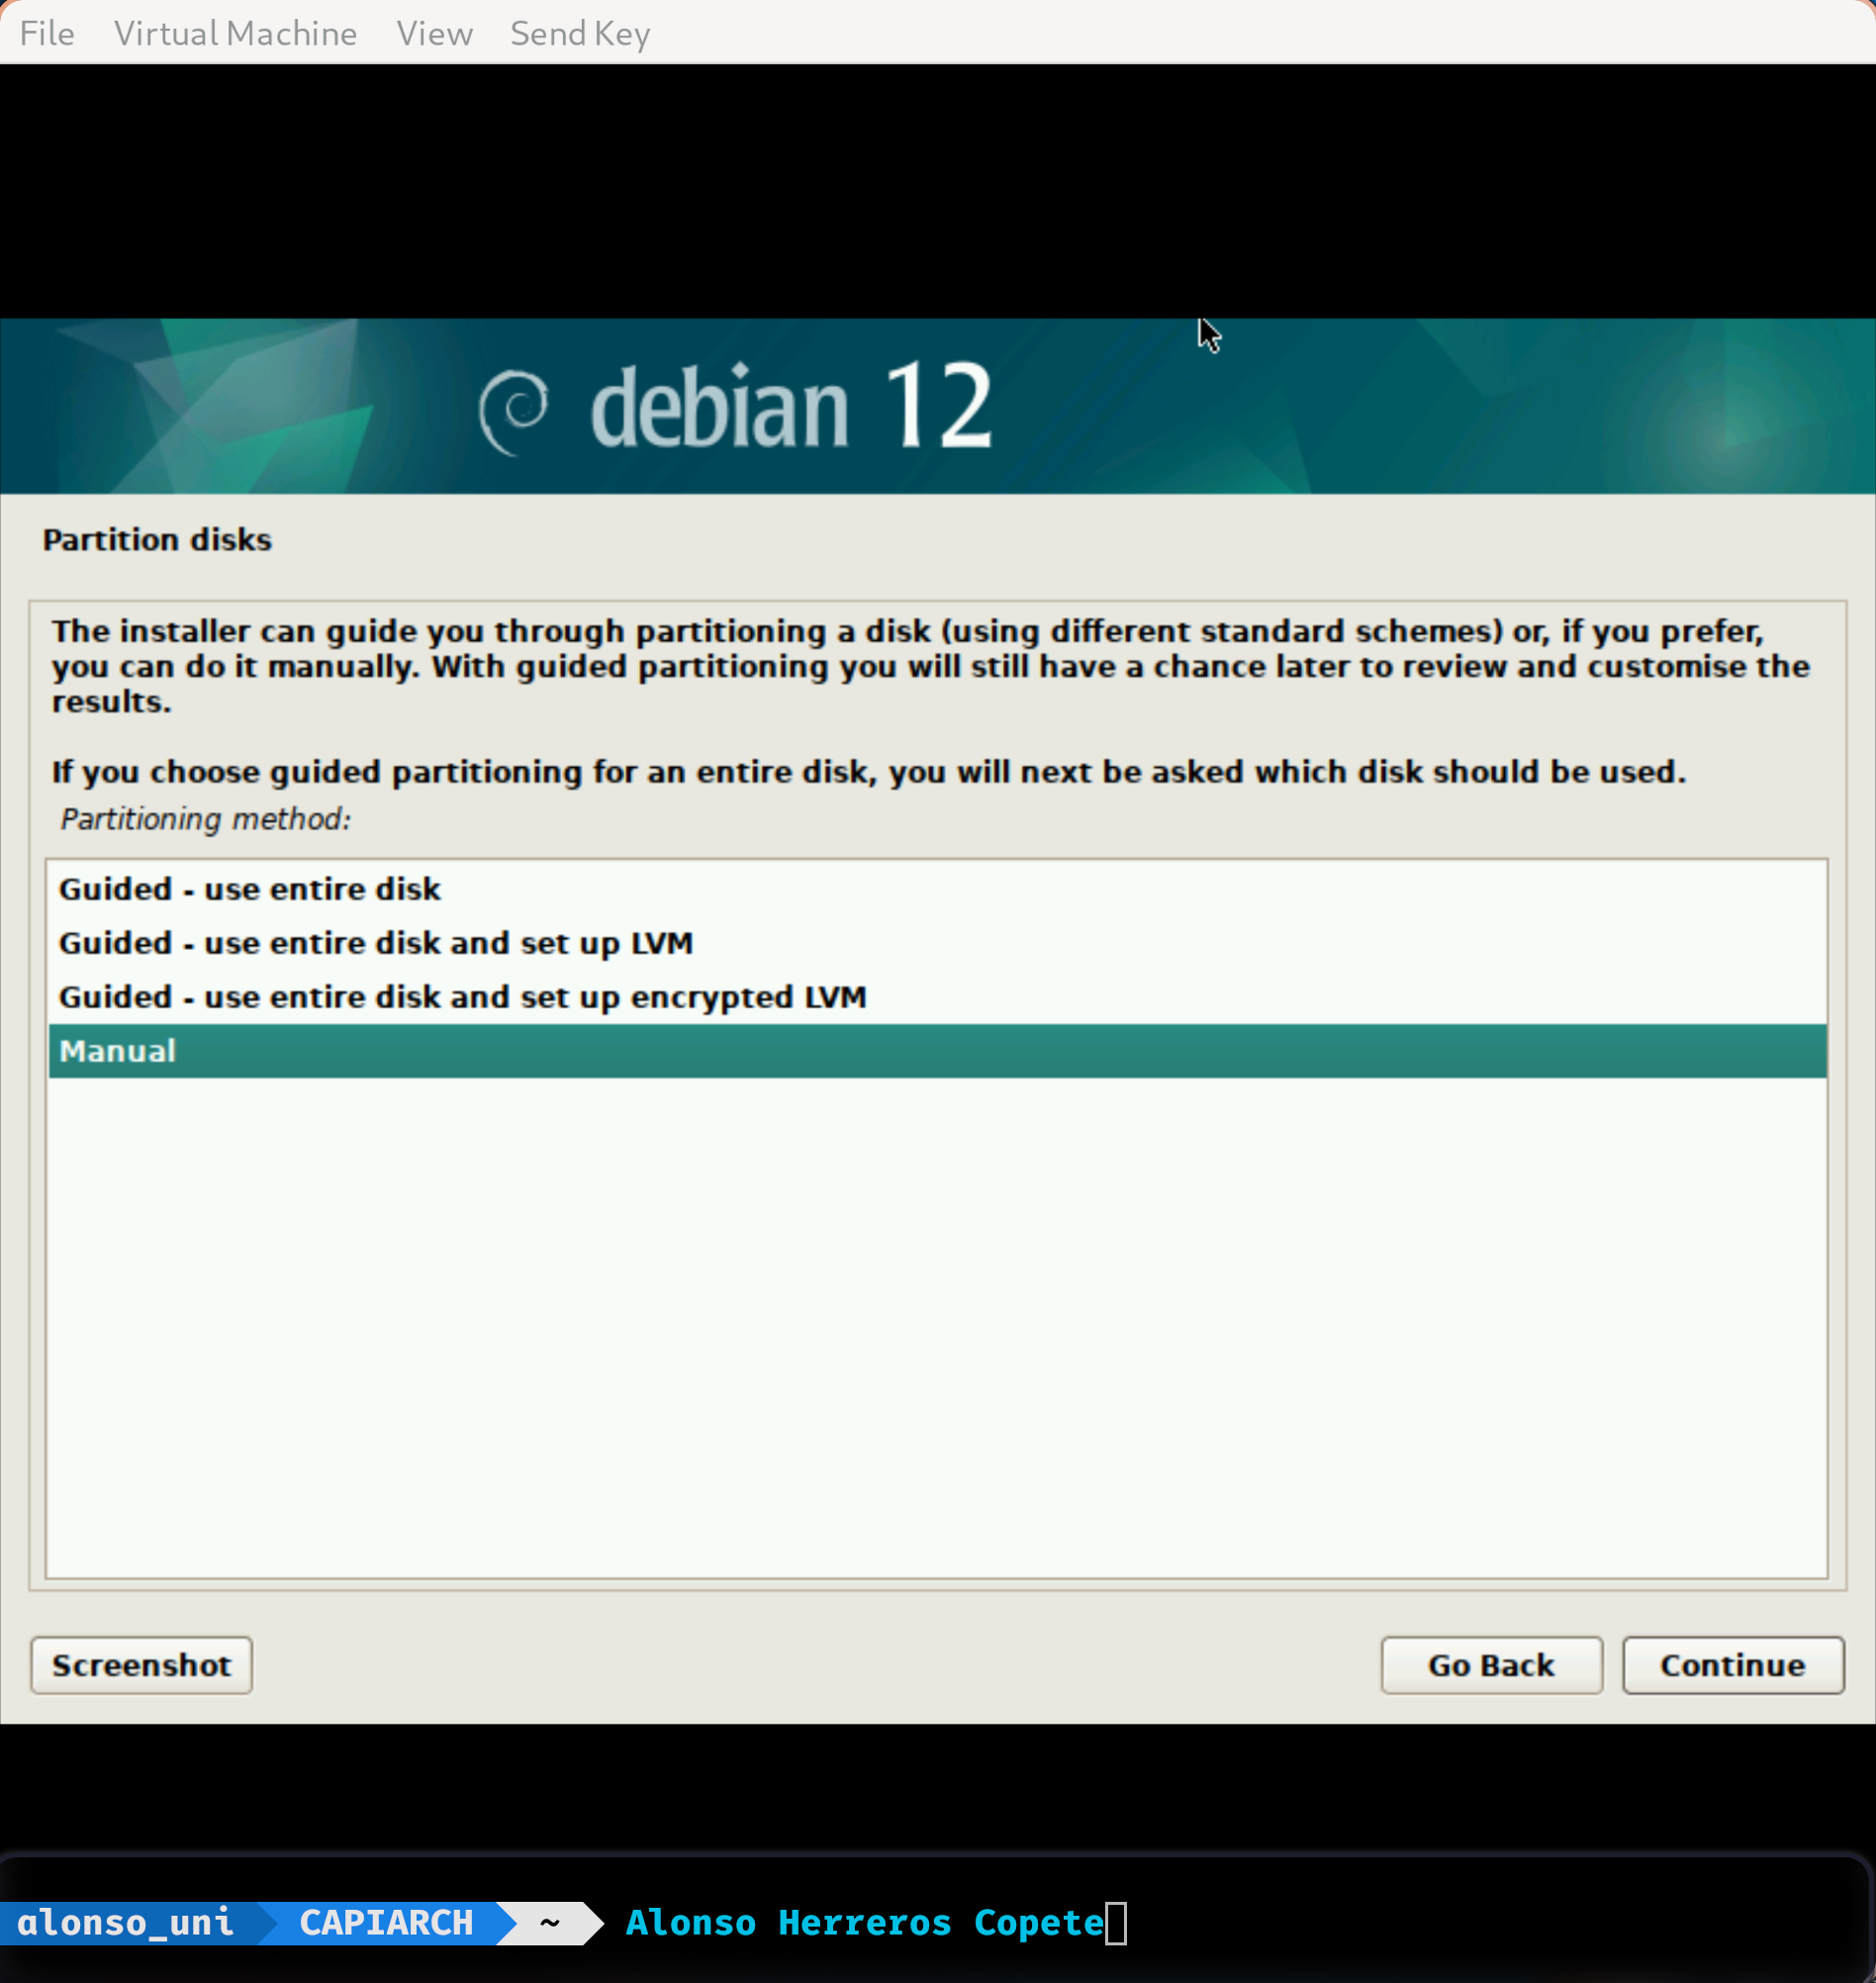 File Virtual Machine View Send Key
debian 12
Partition disks
The installer can guide you through partitioning a disk (using different standard schemes) or, if you prefer,
you can do it manually. With guided partitioning you will still have a chance later to review and customise the
results.
If you choose guided partitioning for an entire disk, you will next be asked which disk should be used.
Partitioning method:
Guided - use entire disk
Guided - use entire disk and set up LVM
Guided - use entire disk and set up encrypted LVM
Manual
Screenshot Go Back Continue
alonso_uni CAPIARCH ~ Alonso Herreros Copete